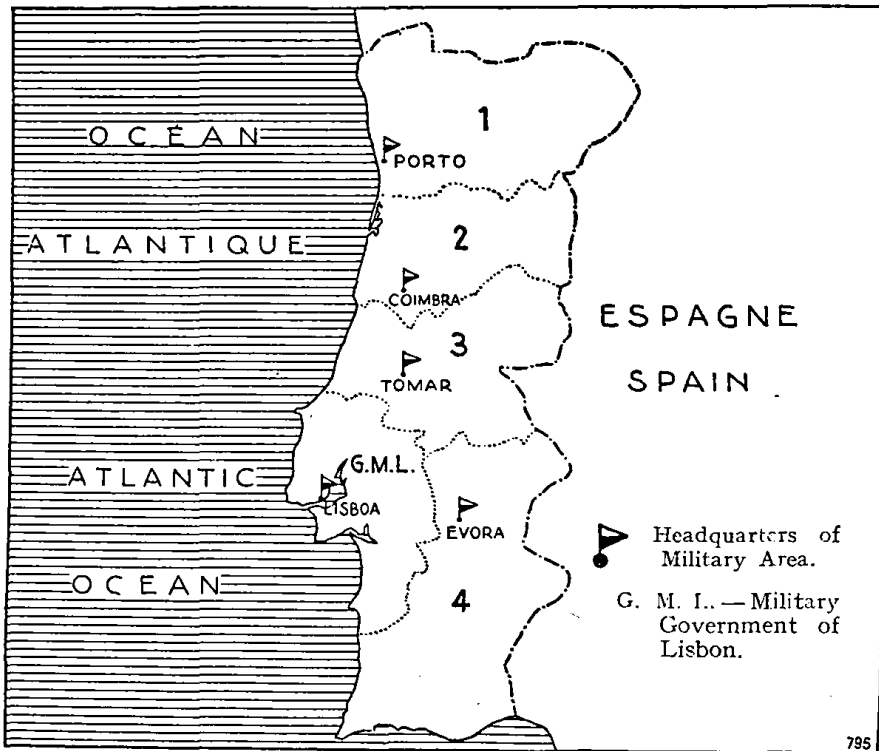 OCÉAN
ATLANTIQUE
ATLANTIC
OCEAN
1
PORTO
2
COIMBRA
3
TOMAR
G.M.L.
LISBOA
EVORA
4
ESPAGNE
SPAIN
Headquarters of
Military Area.
G. M. L. — Military
Government of
Lisbon.
795